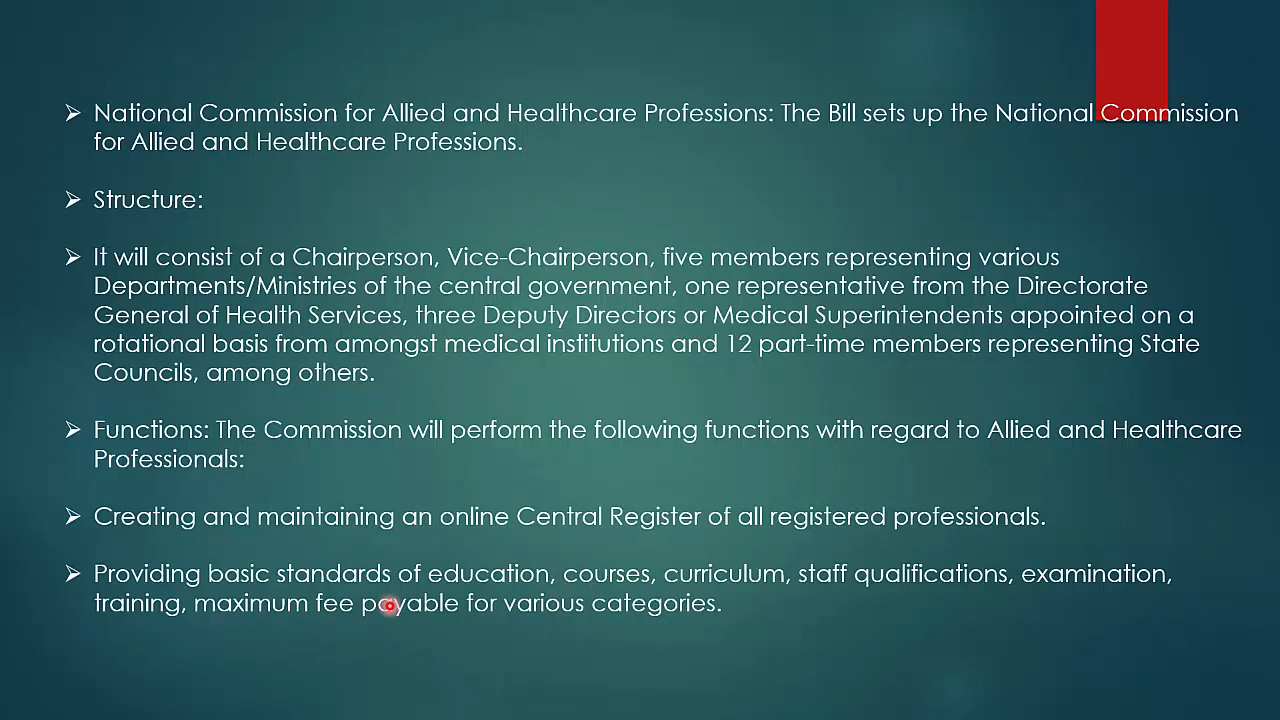 ➢ National Commission for Allied and Healthcare Professions: The Bill sets up the National Commission
for Allied and Healthcare Professions.
➢ Structure:
➢ It will consist of a Chairperson, Vice-Chairperson, five members representing various
Departments/Ministries of the central government, one representative from the Directorate
General of Health Services, three Deputy Directors or Medical Superintendents appointed on a
rotational basis from amongst medical institutions and 12 part-time members representing State
Councils, among others.
➢ Functions: The Commission will perform the following functions with regard to Allied and Healthcare
Professionals:
➢ Creating and maintaining an online Central Register of all registered professionals.
➢ Providing basic standards of education, courses, curriculum, staff qualifications, examination,
training, maximum fee payable for various categories.